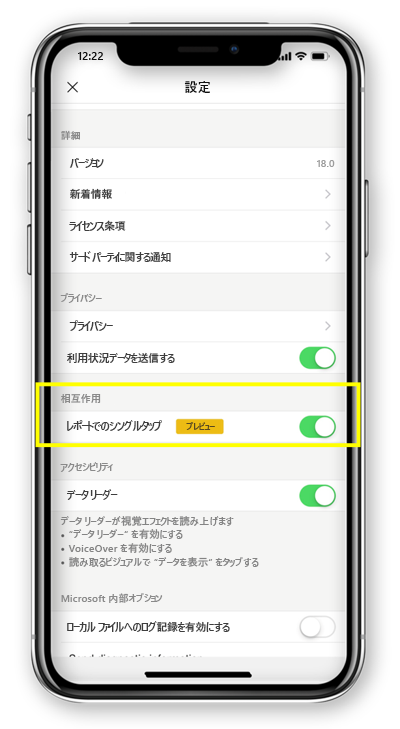 12:22
設定
詳細
バージョン 18.0
新着情報
ライセンス条項
サード パーティに関する通知
プライバシー
プライバシー
利用状況データを送信する
相互作用
レポートでのシングルタップ プレビュー
アクセシビリティ
データリーダー
データリーダーが視覚エフェクトを読み上げます
• "データリーダー" を有効にする
• VoiceOver を有効にする
• 読み取るビジュアルで "データを表示" をタップする
Microsoft 内部オプション
ローカル ファイルへのログ記録を有効にする